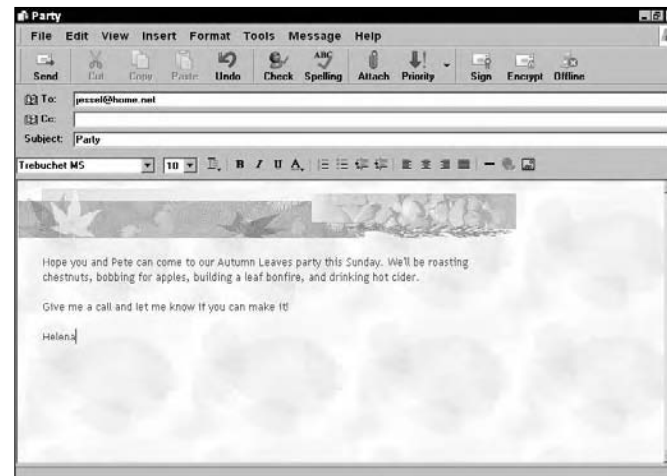 Party
File Edit View Insert Format Tools Message Help
Send Cut Copy Paste Undo Check Spelling Attach Priority Sign Encrypt Offline
To: jessel@home.net
Cc:
Subject: Party
Trebuchet MS 10 B I U A
Hope you and Pete can come to our Autumn Leaves party this Sunday. We'll be roasting
chestnuts, bobbing for apples, building a leaf bonfire, and drinking hot cider.
Give me a call and let me know if you can make it!
Helena